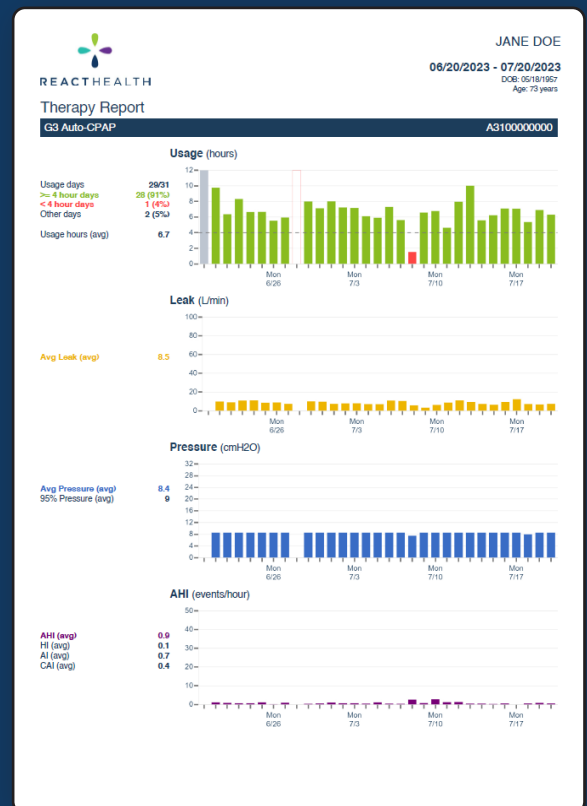 JANE DOE
06/20/2023 - 07/20/2023
DOB: 05/18/1957
Age: 73 years
REACTHEALTH
Therapy Report
G3 Auto-CPAP A3100000000
Usage (hours)
Usage days 29/31
>= 4 hour days 28 (91%)
< 4 hour days 1 (4%)
Other days 2 (5%)
Usage hours (avg) 6.7
12
10
8
6
4
2
0
Mon Mon Mon Mon
6/26 7/3 7/10 7/17
Leak (L/min)
Avg Leak (avg) 8.5
100
80
60
40
20
0
Mon Mon Mon Mon
6/26 7/3 7/10 7/17
Pressure (cmH2O)
Avg Pressure (avg) 8.4
95% Pressure (avg) 9
32
28
24
20
16
12
8
4
0
Mon Mon Mon Mon
6/26 7/3 7/10 7/17
AHI (events/hour)
AHI (avg) 0.9
HI (avg) 0.1
AI (avg) 0.7
CAI (avg) 0.4
50
40
30
20
10
0
Mon Mon Mon Mon
6/26 7/3 7/10 7/17